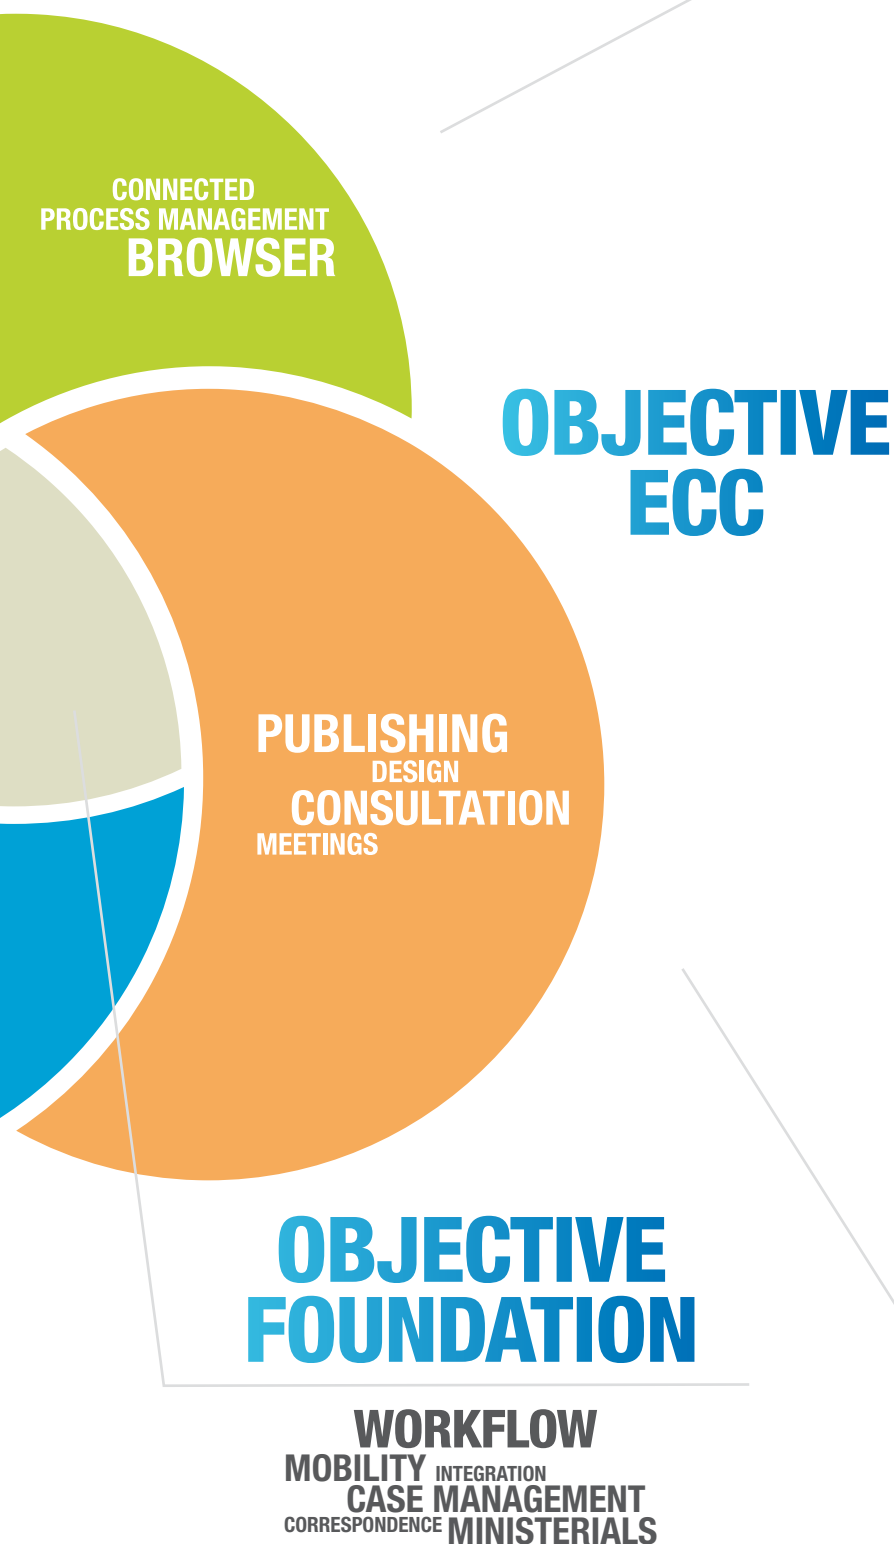 CONNECTED
PROCESS MANAGEMENT
BROWSER
OBJECTIVE
ECC
PUBLISHING
DESIGN
CONSULTATION
MEETINGS
OBJECTIVE
FOUNDATION
WORKFLOW
MOBILITY INTEGRATION
CASE MANAGEMENT
CORRESPONDENCE MINISTERIALS